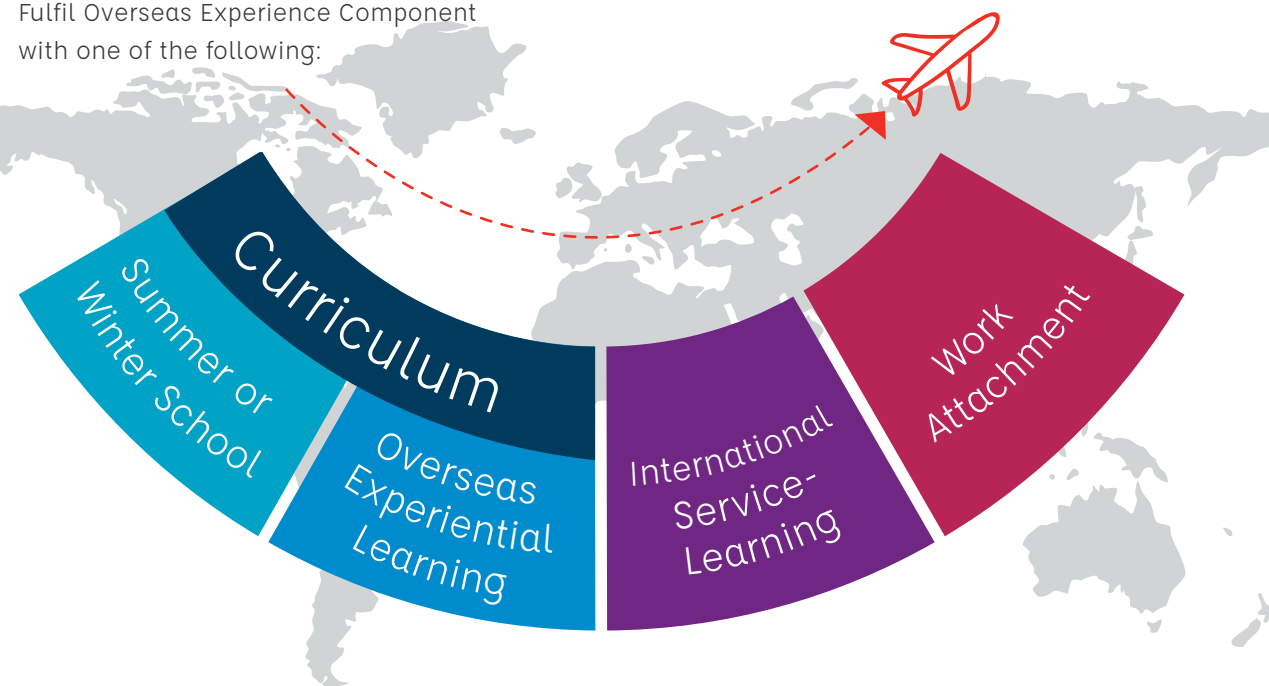 Fulfil Overseas Experience Component
with one of the following:
Curriculum
Summer or
Winter School
Overseas
Experiential
Learning
International
Service-
Learning
Work
Attachment